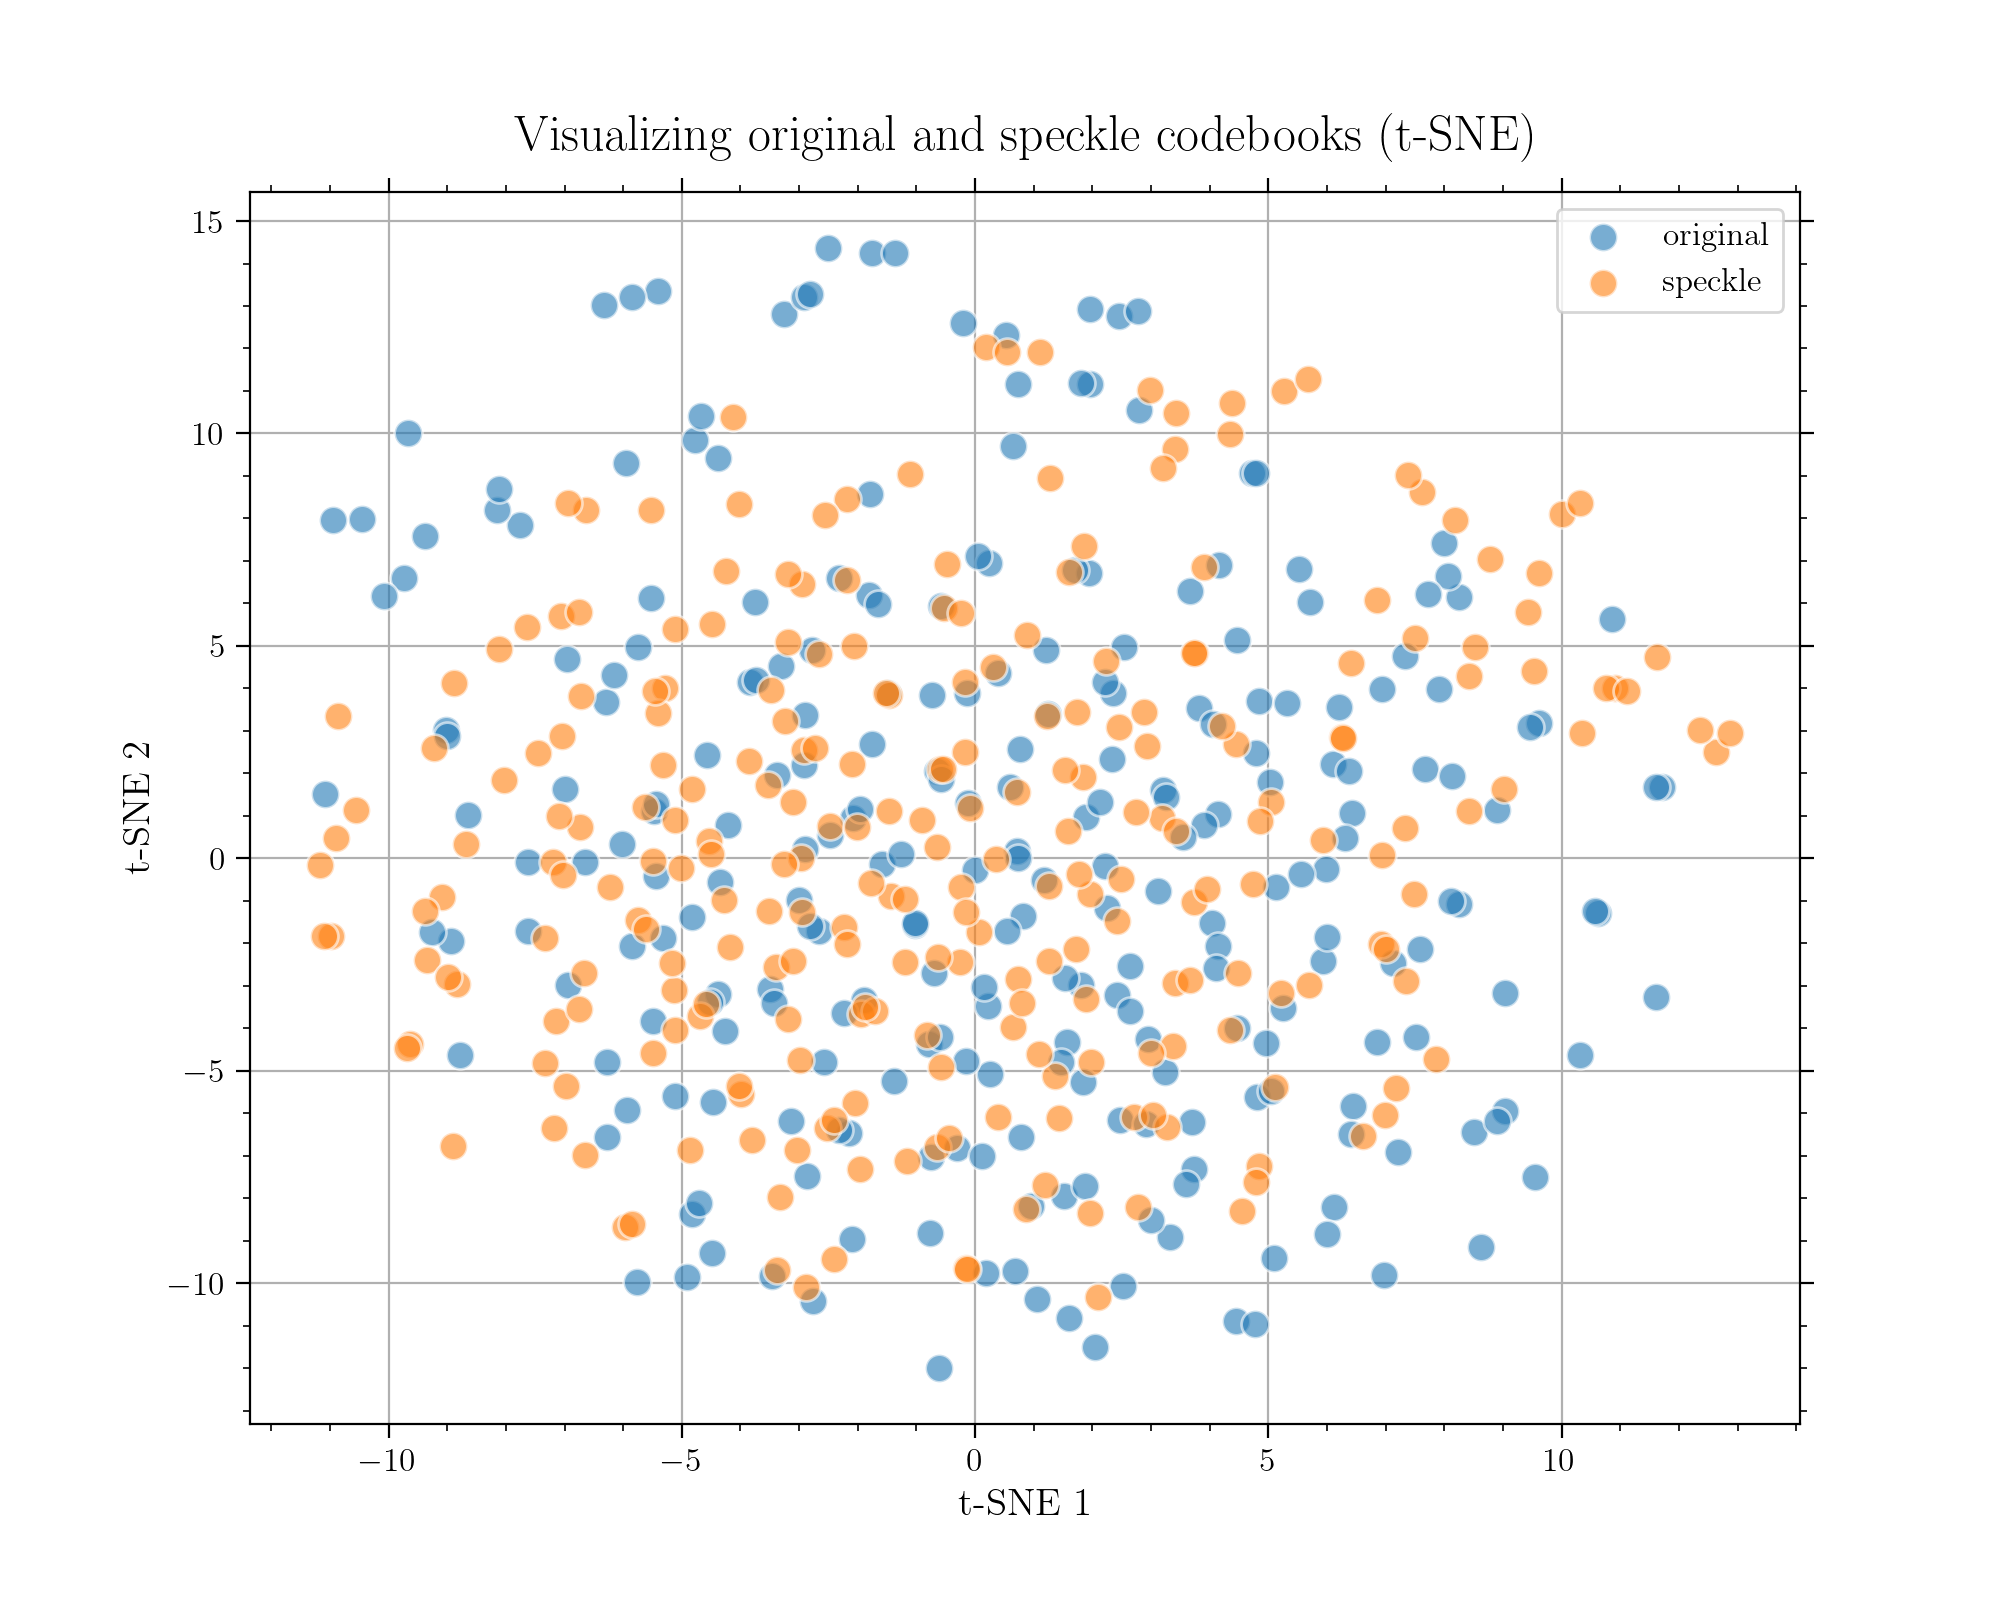 Visualizing original and speckle codebooks (t-SNE)
original
speckle
15
10
5
0
−5
−10
t-SNE 2
−10
−5
0
5
10
t-SNE 1